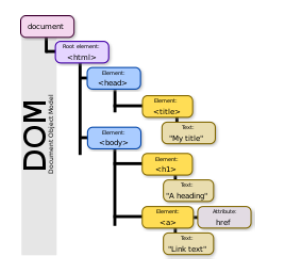 document
Root element:
<html>
Element:
<head>
Element:
<title>
Text:
"My title"
Element:
<body>
Element:
<h1>
Text:
"A heading"
Element:
<a>
Attribute:
href
Text:
"Link text"
DOM
Document Object Model